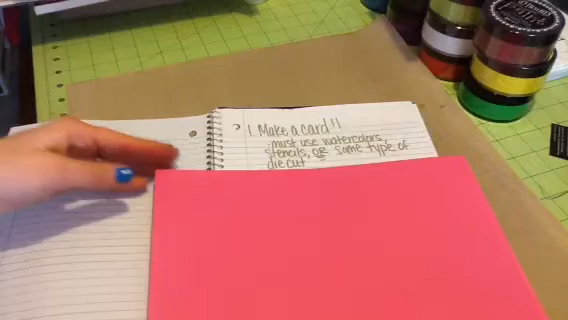 1 Make a card!!
· must use watercolors,
stencils, OR some type of
die cut